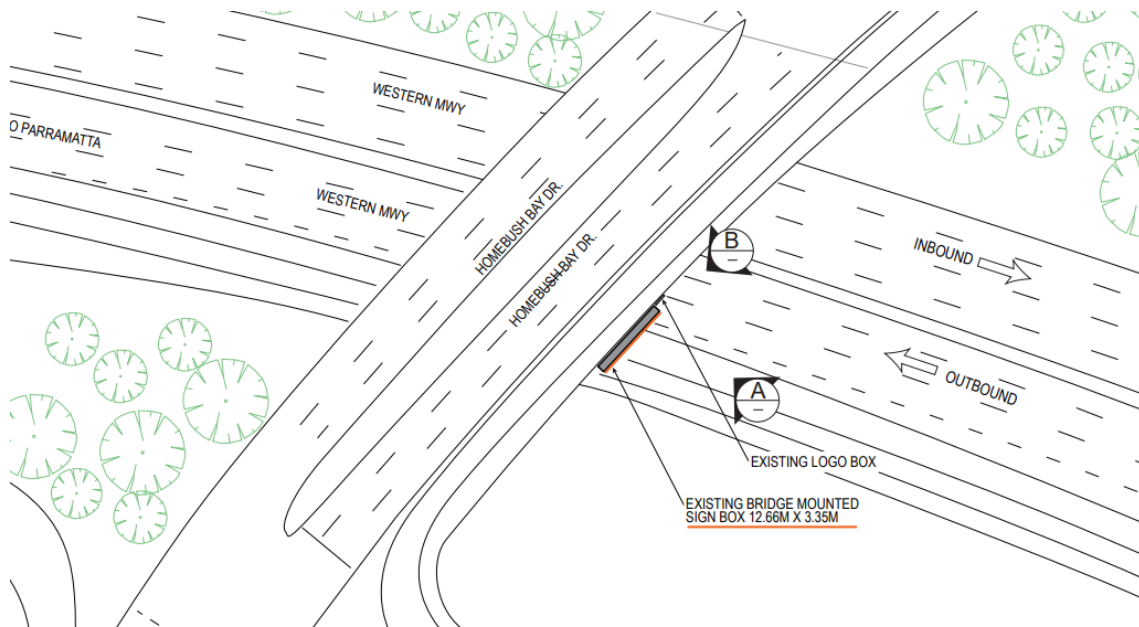 WESTERN MWY
O PARRAMATTA
WESTERN MWY
HOMEBUSH BAY DR.
HOMEBUSH BAY DR.
B
–
INBOUND
OUTBOUND
A
–
EXISTING LOGO BOX
EXISTING BRIDGE MOUNTED
SIGN BOX 12.66M X 3.35M